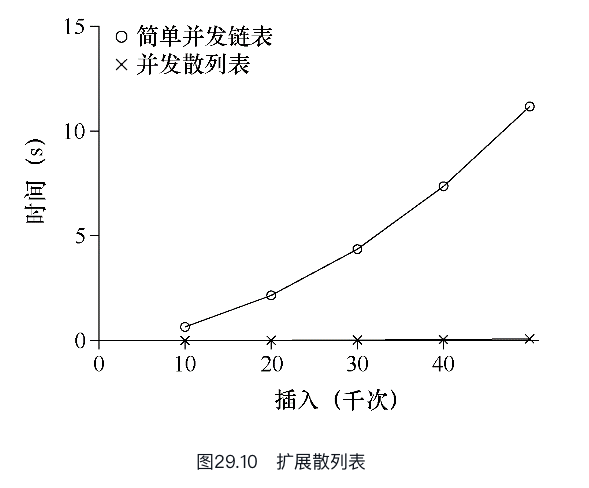 15
○ 简单并发链表
× 并发散列表
10
时间（s）
5
0
0 10 20 30 40
插入（千次）
图29.10 扩展散列表